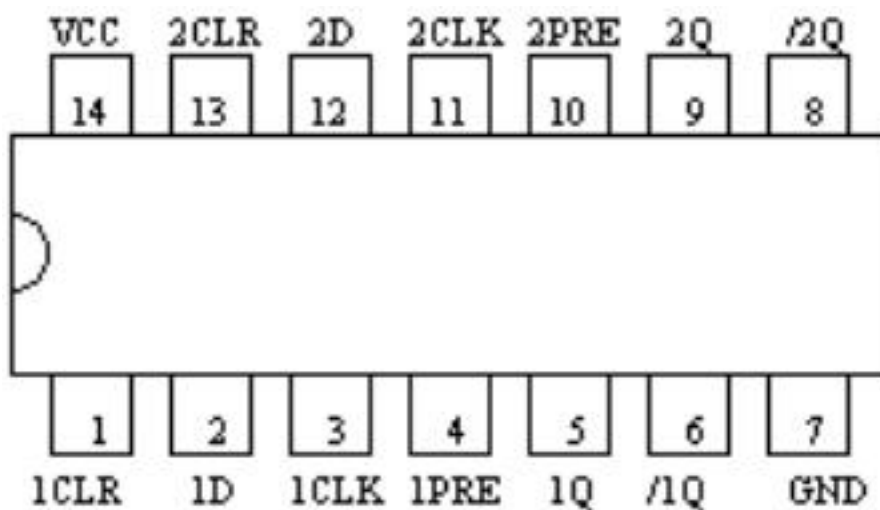 VCC 2CLR 2D 2CLK 2PRE 2Q /2Q
14 13 12 11 10 9 8
1 2 3 4 5 6 7
1CLR 1D 1CLK 1PRE 1Q /1Q GND